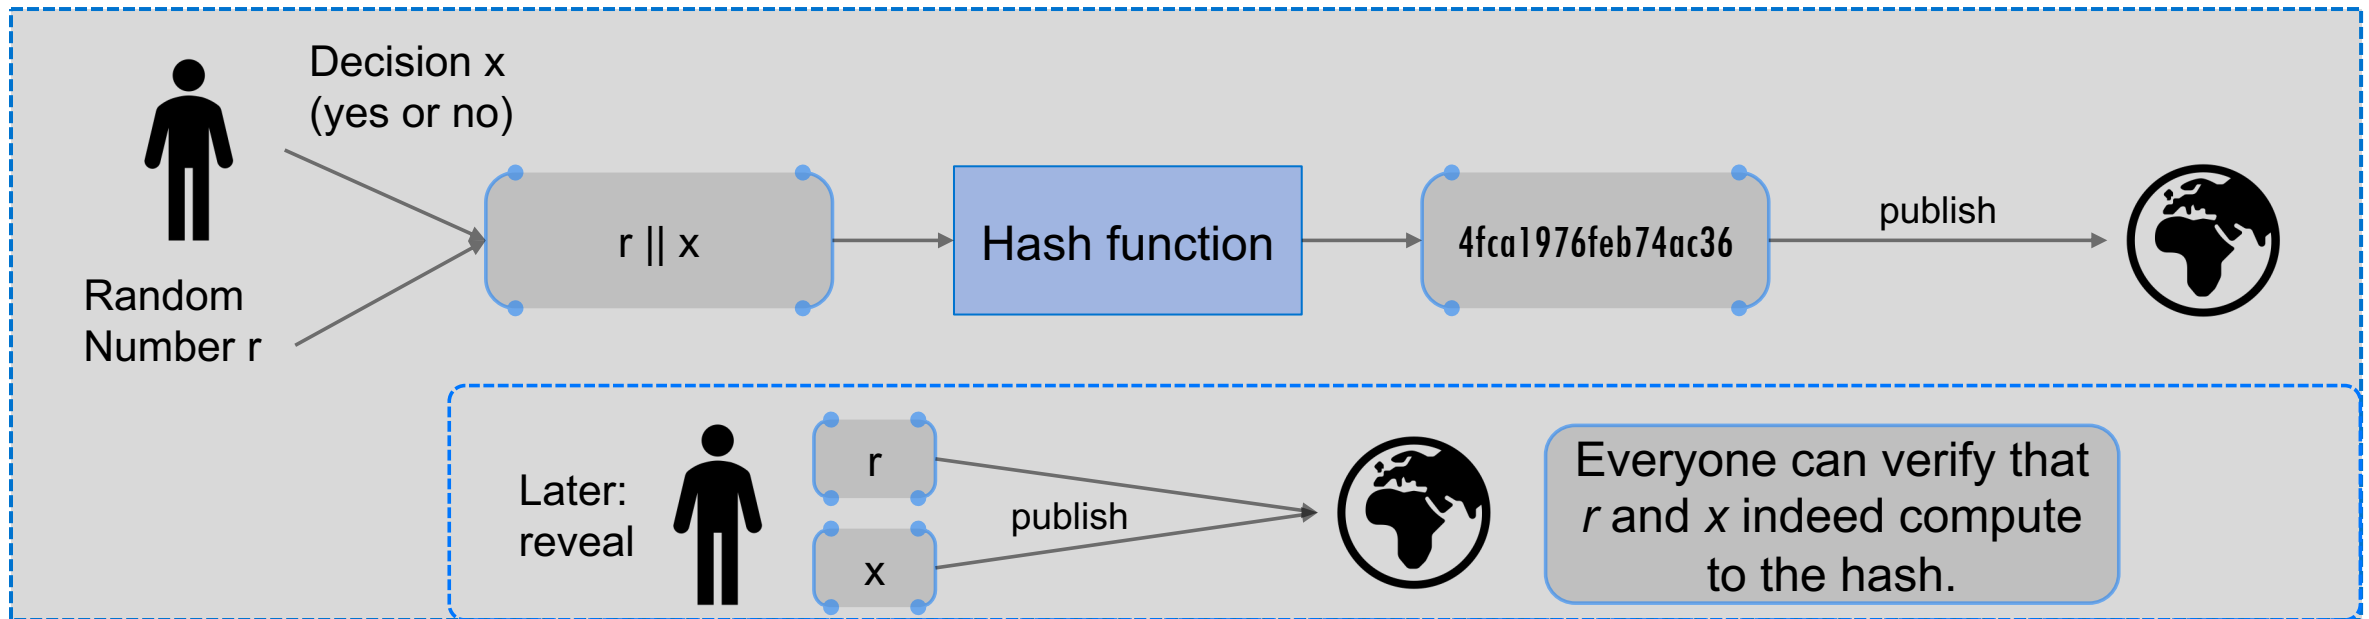 Decision x
(yes or no)
Random
Number r
r || x
Hash function
4fca1976feb74ac36
publish
Later:
reveal
r
x
publish
Everyone can verify that
r and x indeed compute
to the hash.